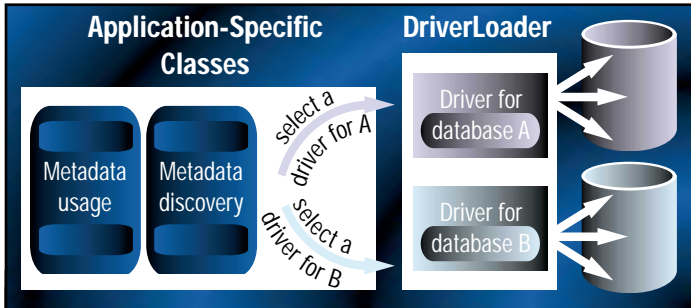 Application-Specific
Classes
DriverLoader
Metadata
usage
Metadata
discovery
select a
driver for A
select a
driver for B
Driver for
database A
Driver for
database B